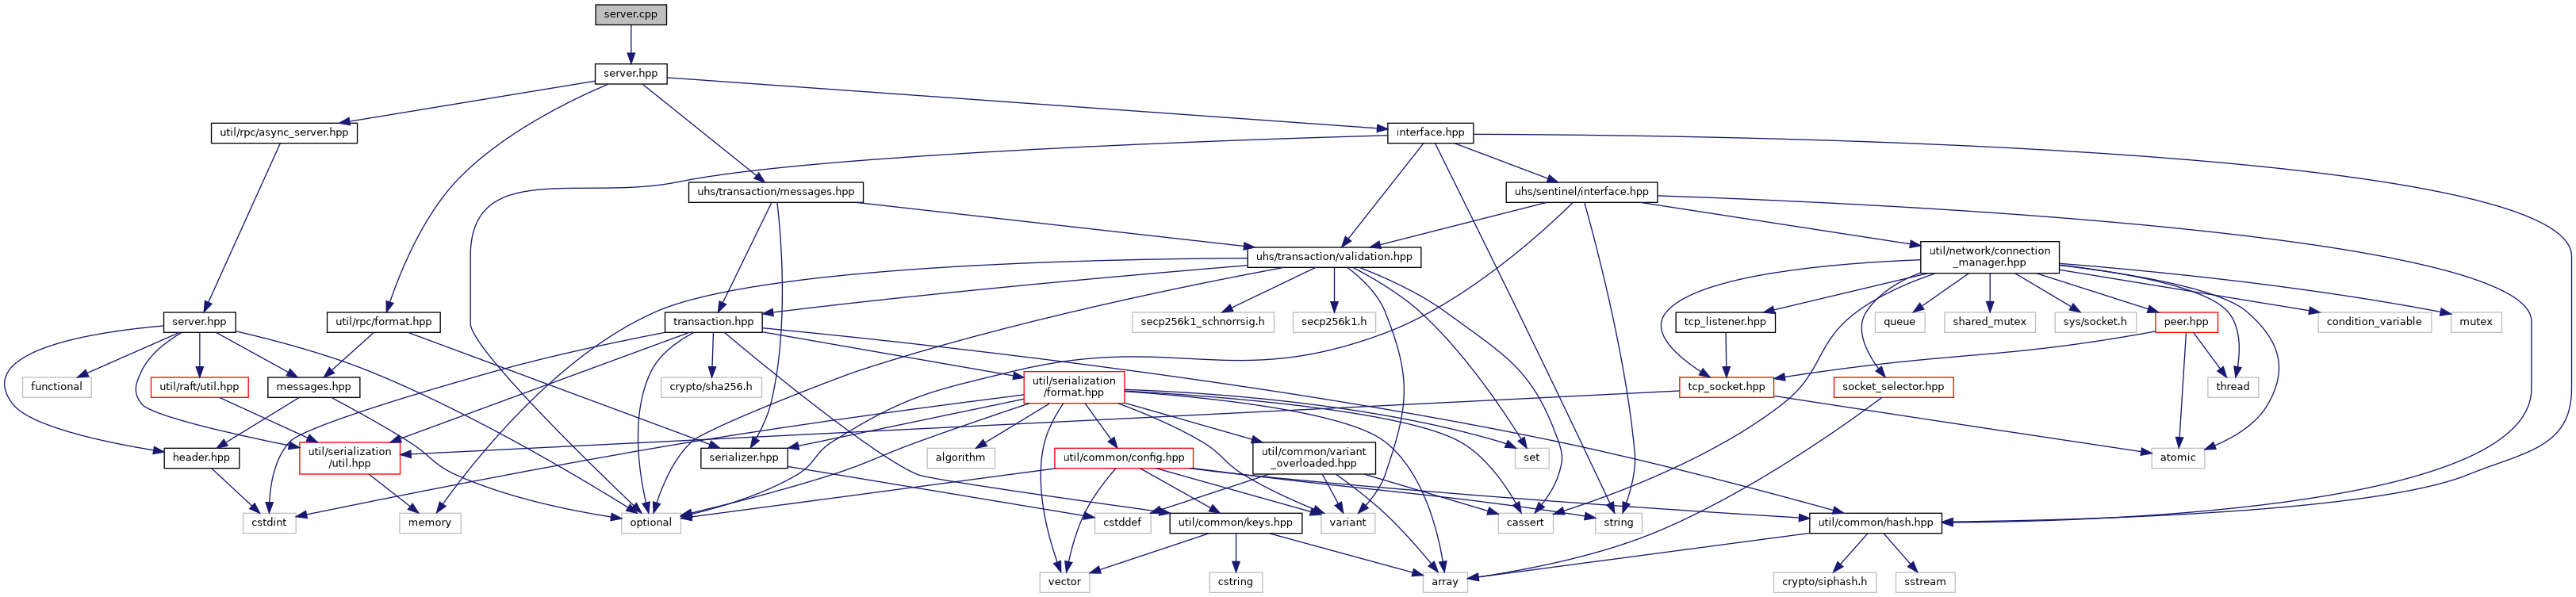 server.cpp
server.hpp
util/rpc/async_server.hpp
interface.hpp
uhs/transaction/messages.hpp
uhs/sentinel/interface.hpp
uhs/transaction/validation.hpp
util/network/connection
_manager.hpp
server.hpp
util/rpc/format.hpp
transaction.hpp
secp256k1_schnorrsig.h
secp256k1.h
tcp_listener.hpp
queue
shared_mutex
sys/socket.h
peer.hpp
condition_variable
mutex
functional
util/raft/util.hpp
messages.hpp
crypto/sha256.h
util/serialization
/format.hpp
tcp_socket.hpp
socket_selector.hpp
thread
header.hpp
util/serialization
/util.hpp
serializer.hpp
algorithm
util/common/config.hpp
util/common/variant
_overloaded.hpp
set
atomic
cstdint
memory
optional
cstddef
util/common/keys.hpp
variant
cassert
string
util/common/hash.hpp
vector
cstring
array
crypto/siphash.h
sstream